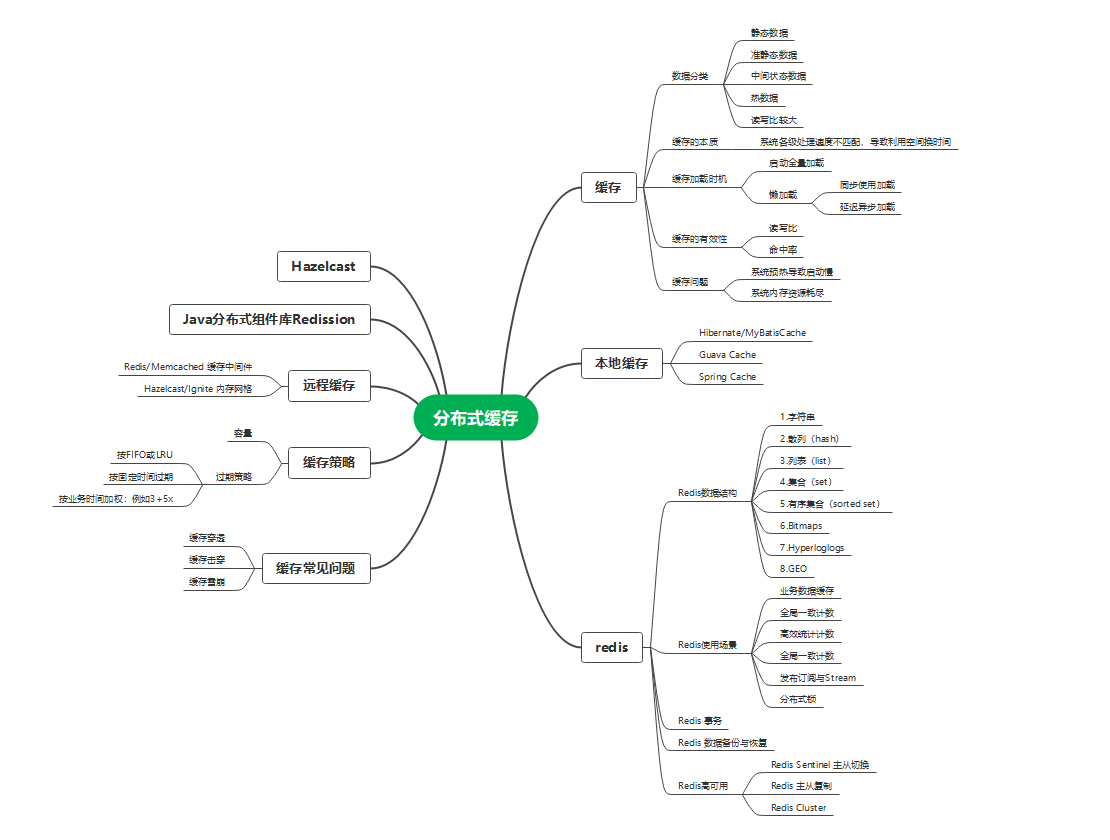 分布式缓存
缓存
数据分类
静态数据
准静态数据
中间状态数据
热数据
读写比较大
缓存的本质
系统各级处理速度不匹配，导致利用空间换时间
缓存加载时机
启动全量加载
懒加载
同步使用加载
延迟异步加载
缓存的有效性
读写比
命中率
缓存问题
系统预热导致启动慢
系统内存资源耗尽
本地缓存
Hibernate/MyBatisCache
Guava Cache
Spring Cache
redis
Redis数据结构
1.字符串
2.散列（hash）
3.列表（list）
4.集合（set）
5.有序集合（sorted set）
6.Bitmaps
7.Hyperloglogs
8.GEO
Redis使用场景
业务数据缓存
全局一致计数
高效统计计数
全局一致计数
发布订阅与Stream
分布式锁
Redis 事务
Redis 数据备份与恢复
Redis高可用
Redis Sentinel 主从切换
Redis 主从复制
Redis Cluster
Hazelcast
Java分布式组件库Redission
远程缓存
Redis/Memcached 缓存中间件
Hazelcast/Ignite 内存网格
缓存策略
容量
过期策略
按FIFO或LRU
按固定时间过期
按业务时间加权：例如3+5x
缓存常见问题
缓存穿透
缓存击穿
缓存雪崩